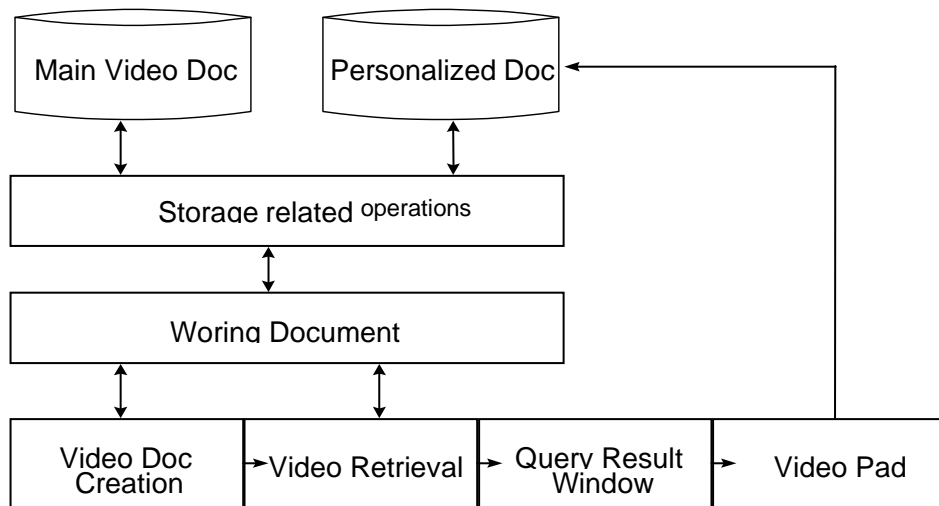 Main Video Doc
Personalized Doc
Storage related operations
Woring Document
Video Doc
Creation
Video Retrieval
Query Result
Window
Video Pad